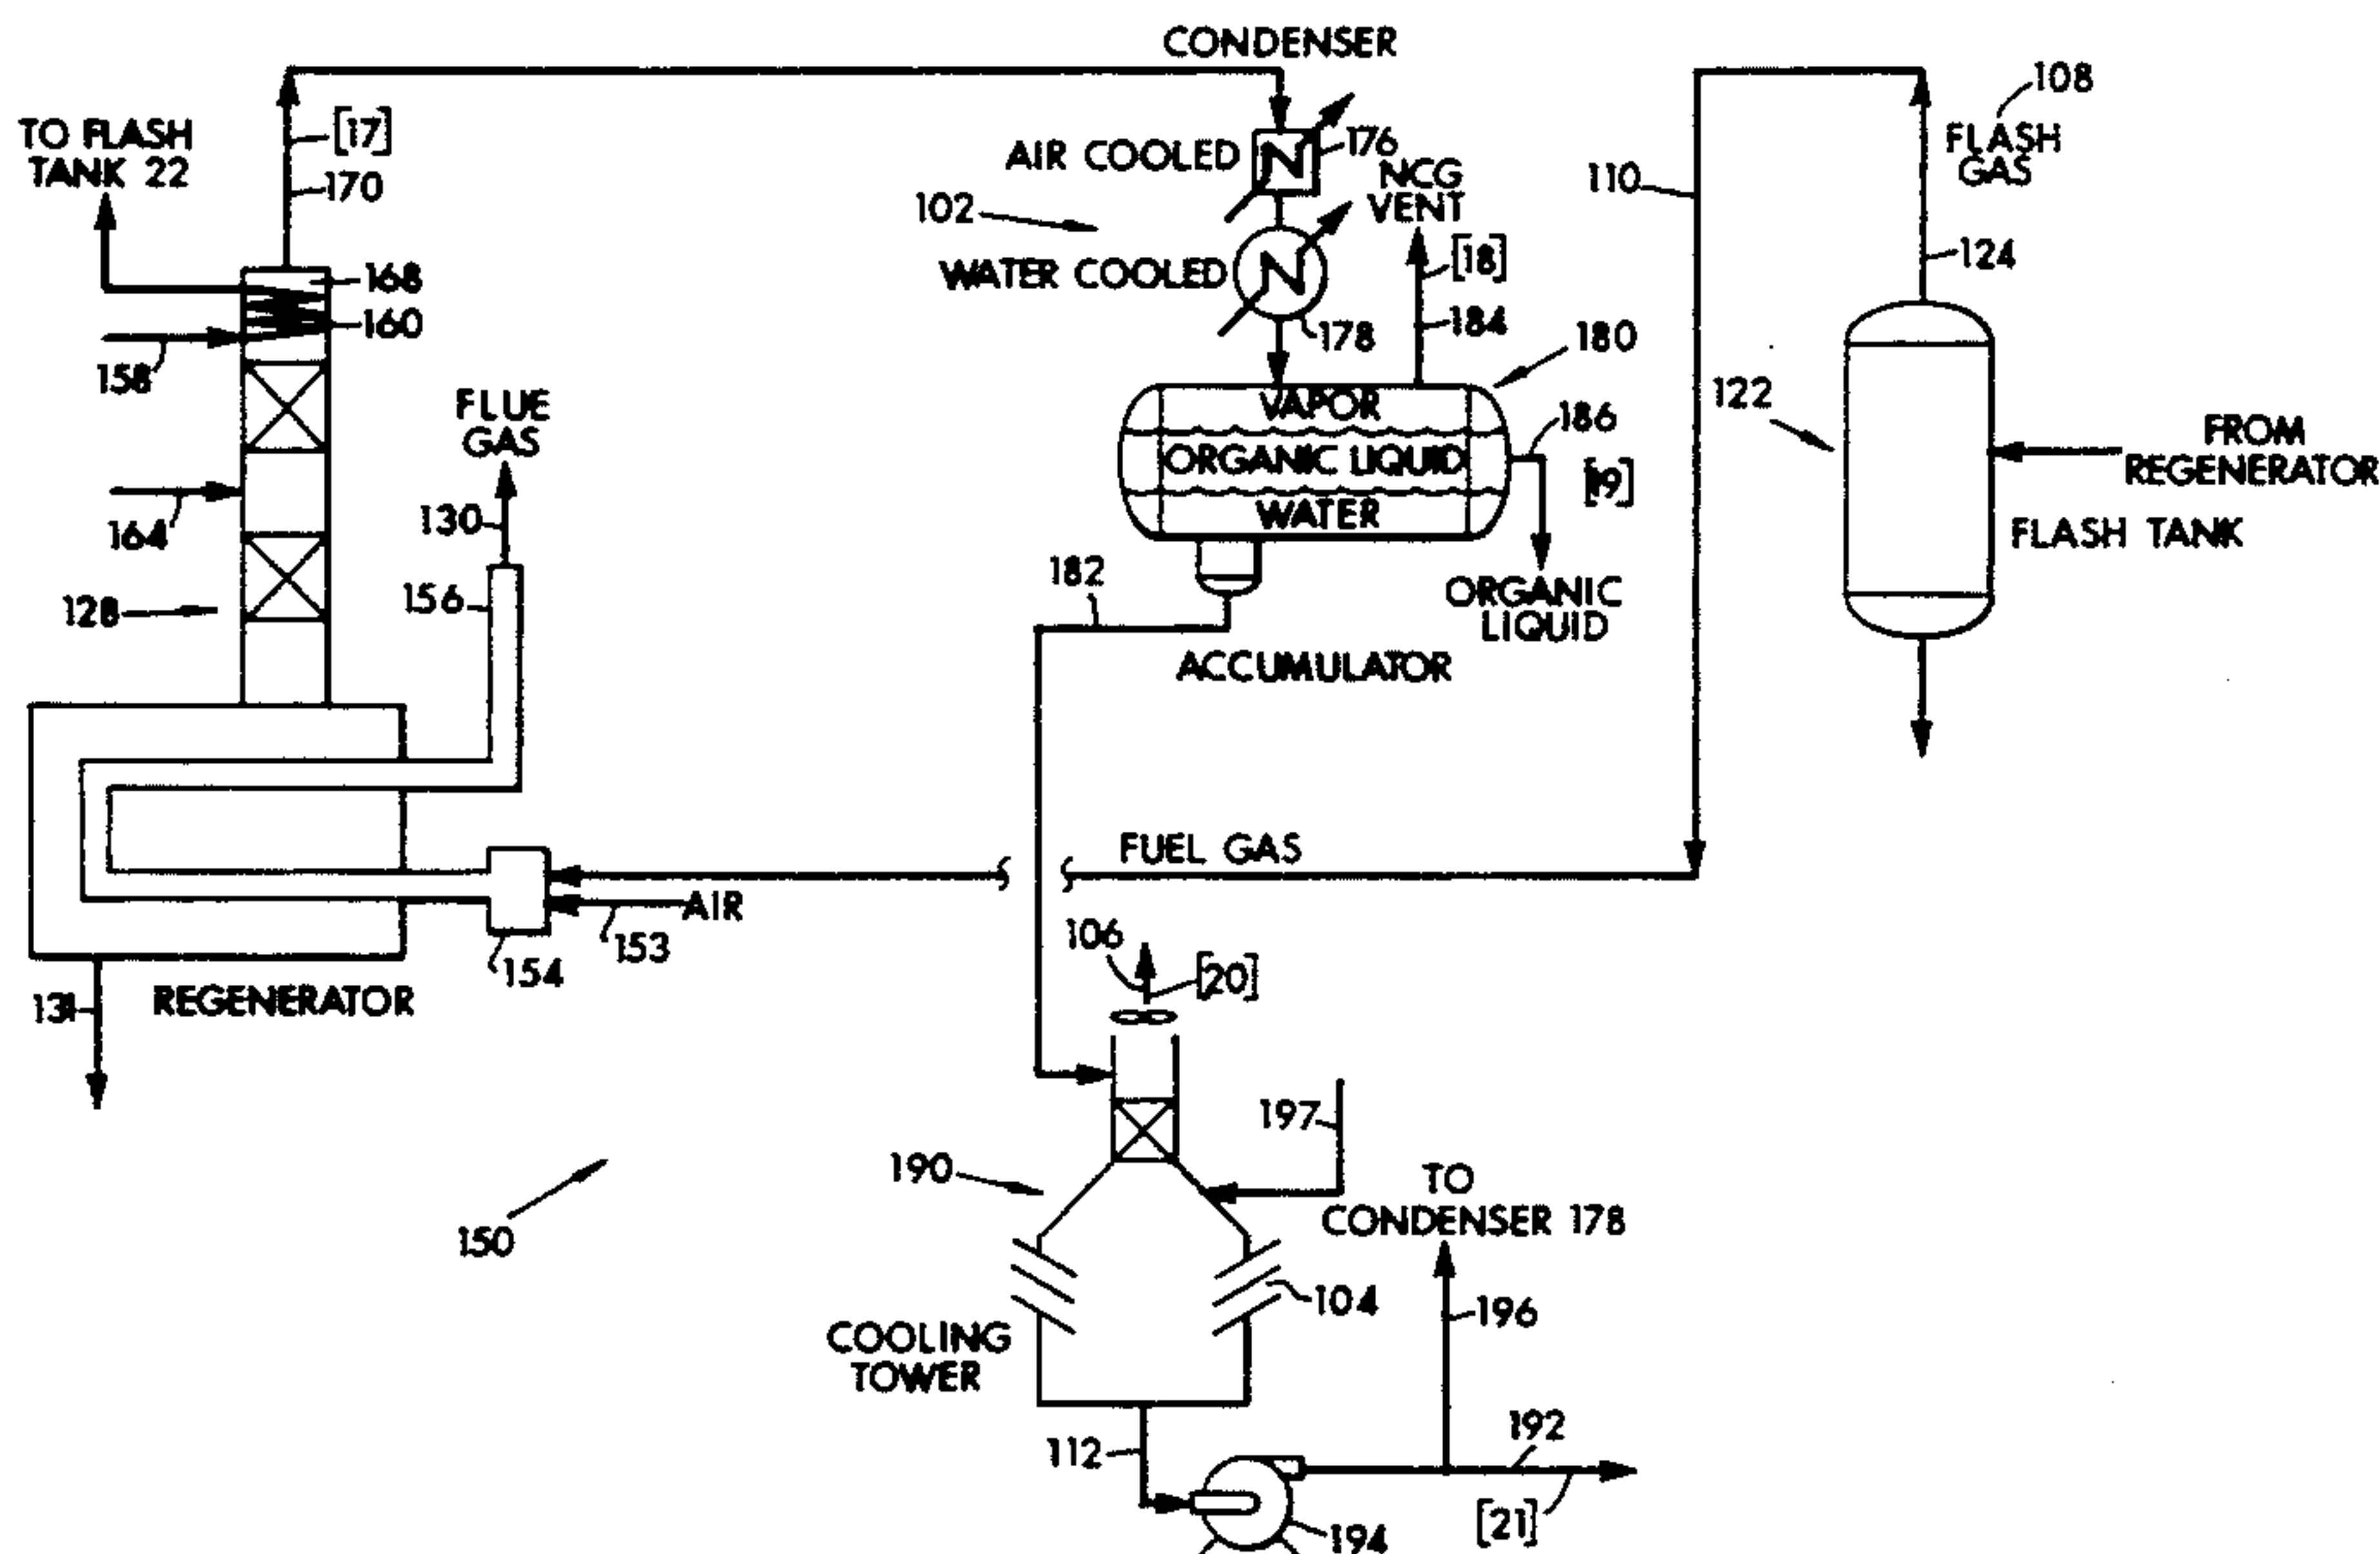 CONDENSER
108
TO FLASH
TANK 22
[17]
170
AIR COOLED
176
NCG
VENT
FLASH
GAS
110
102
124
WATER COOLED
[18]
168
160
178
184
180
158
122
FLUE
GAS
VAPOR
186
ORGANIC LIQUID
FROM
REGENERATOR
[19]
WATER
164
130
FLASH TANK
182
ORGANIC
LIQUID
128
156
ACCUMULATOR
FUEL GAS
AIR
153
154
106
[20]
131
REGENERATOR
197
190
TO
CONDENSER 178
150
104
196
COOLING
TOWER
192
112
[21]
194